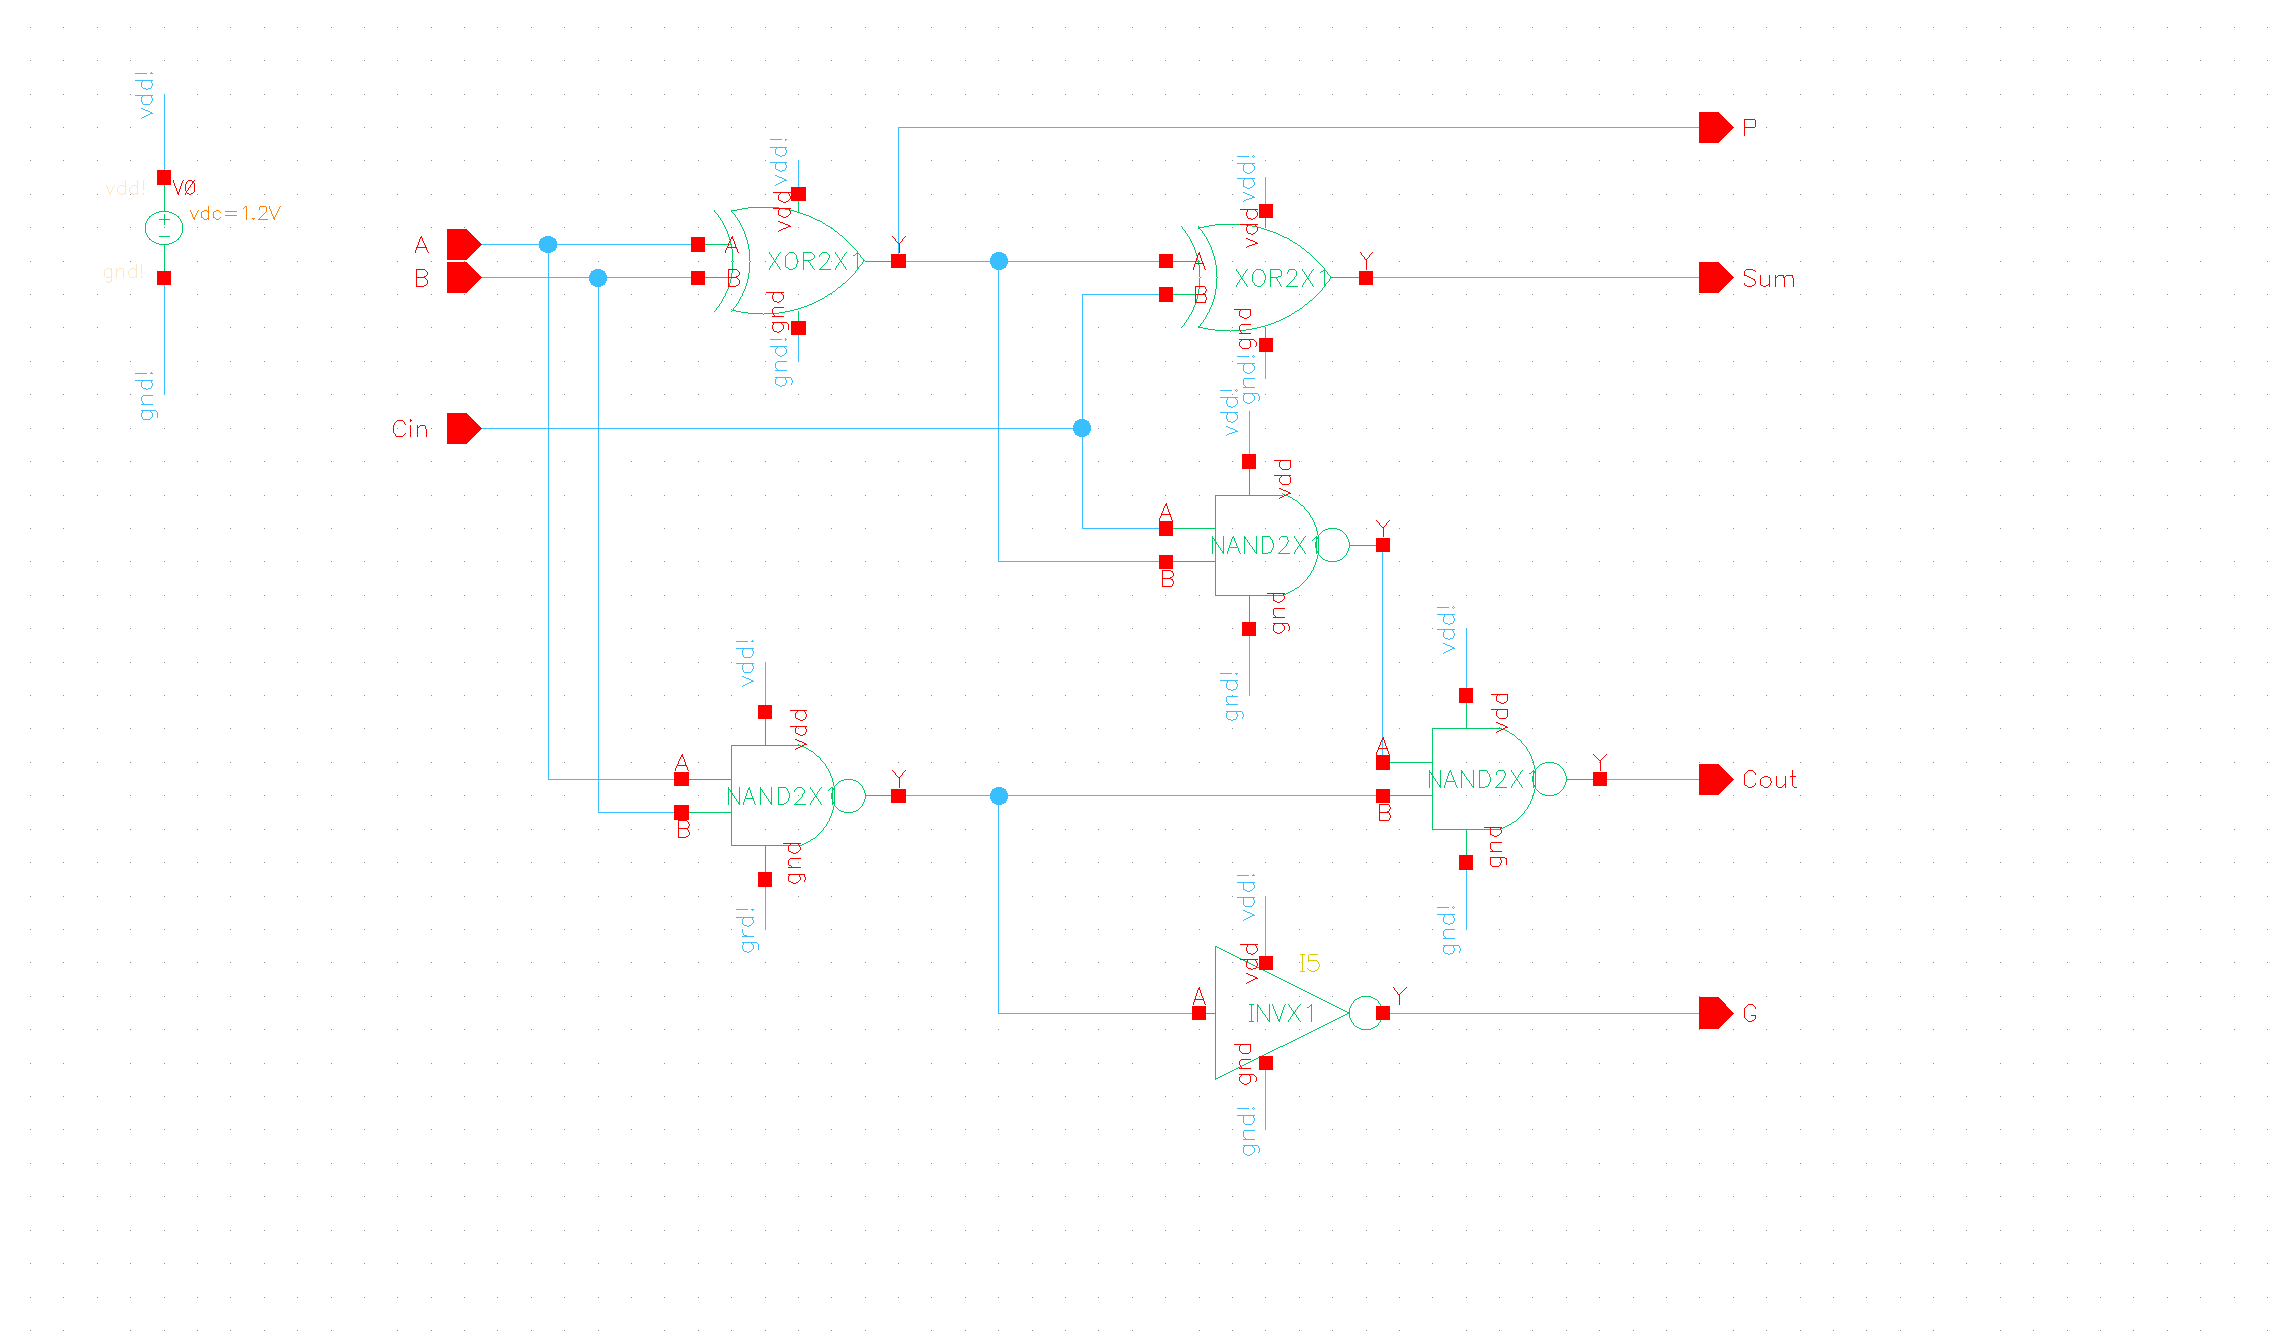 vdd!
vdd!
V0
vdc=1.2V
gnd!
gnd!
A
B
Cin
vdd!
vdd
A
B
XOR2X1
Y
gnd
gnd!
vdd!
vdd
A
B
XOR2X1
Y
gnd
gnd!
P
Sum
vdd!
vdd
A
B
NAND2X1
Y
gnd
gnd!
vdd!
vdd
A
B
NAND2X1
Y
gnd
grd!
vdd!
vdd
A
B
NAND2X1
Y
gnd
gnd!
Cout
vdd!
vdd
I5
A
INVX1
Y
gnd
gnd!
G